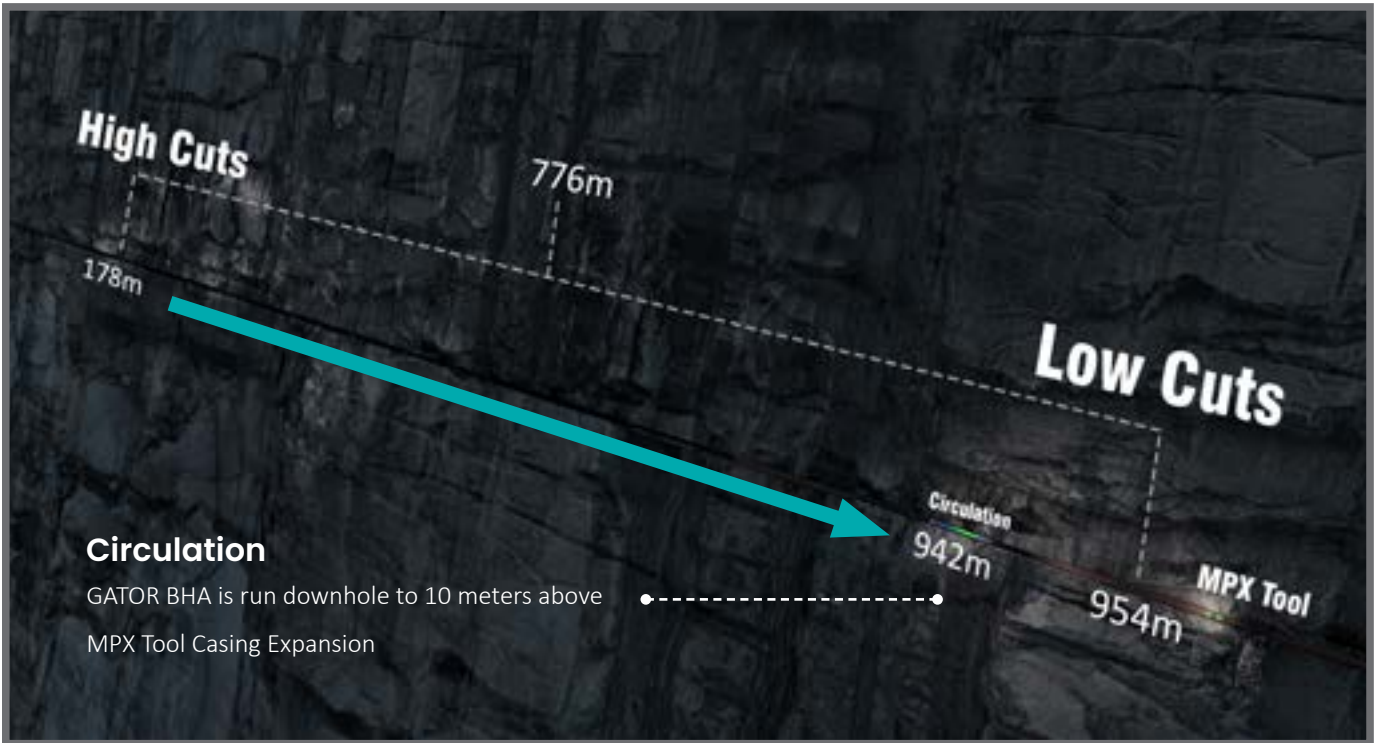 High Cuts
776m
178m
Low Cuts
Circulation
942m
MPX Tool
954m
Circulation
GATOR BHA is run downhole to 10 meters above
MPX Tool Casing Expansion